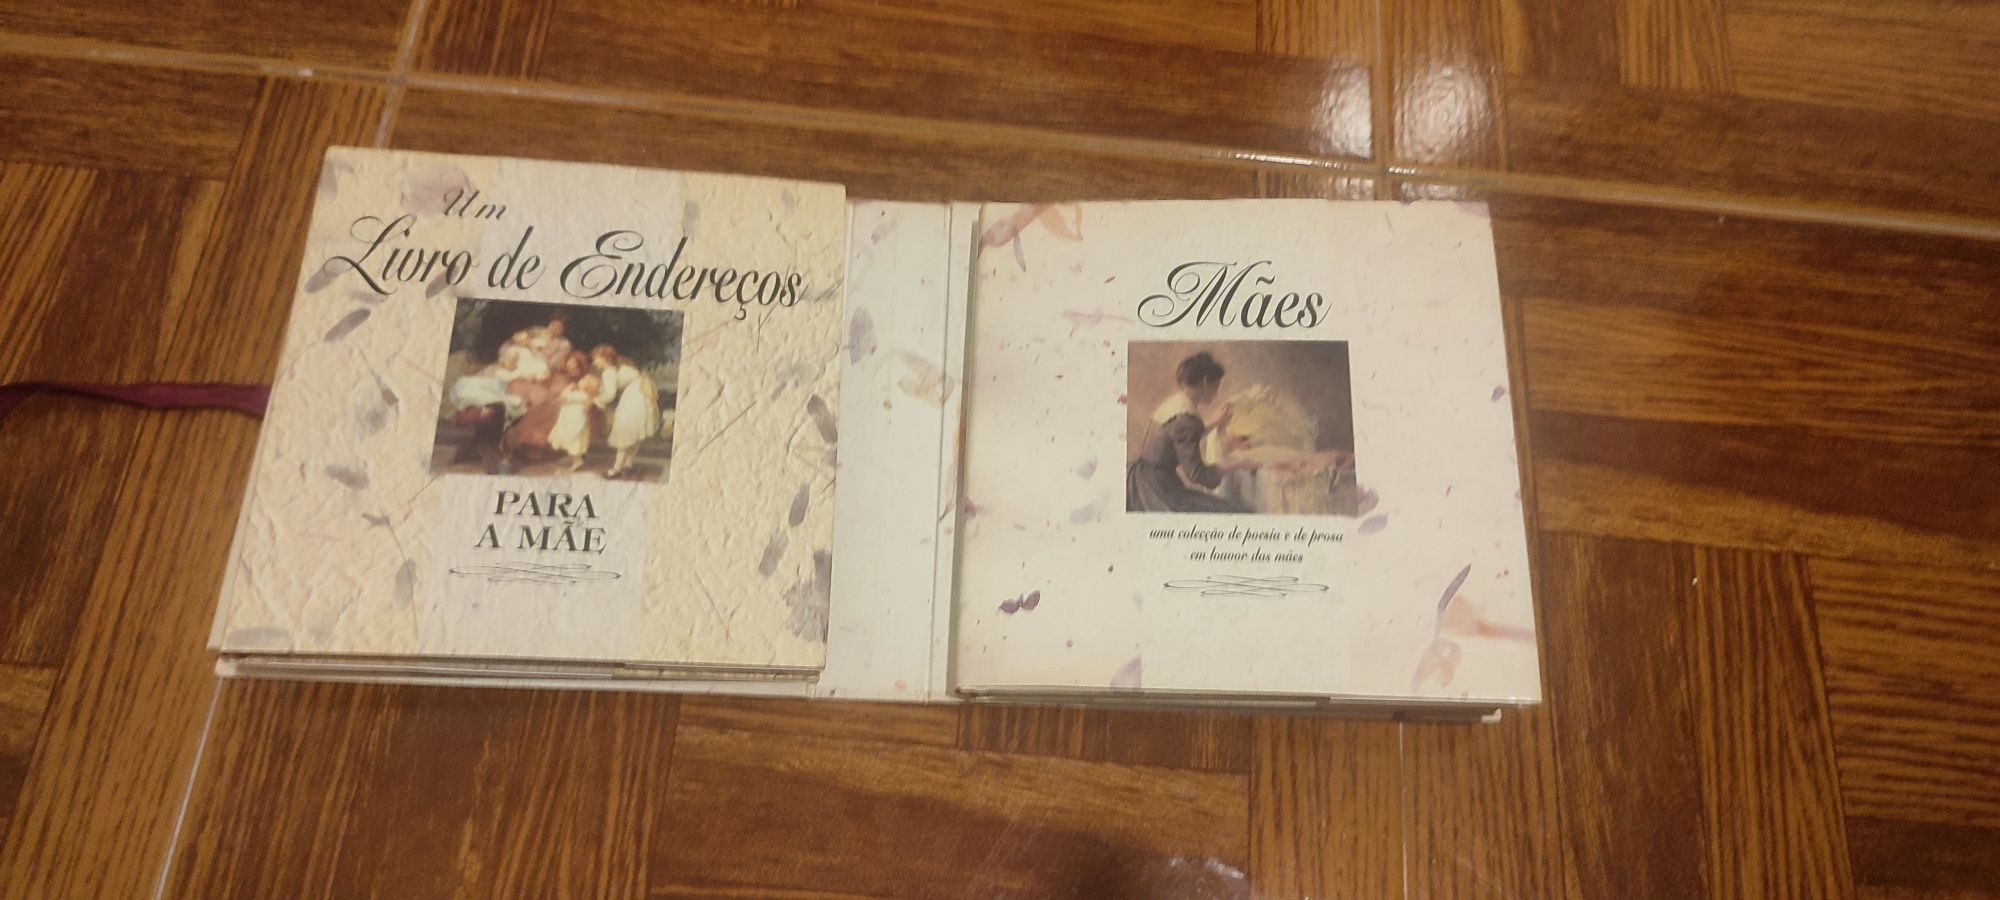 Um
Livro de Endereços
PARA
A MÃE
Mães
uma colecção de poesia e de prosa
em louvor das mães